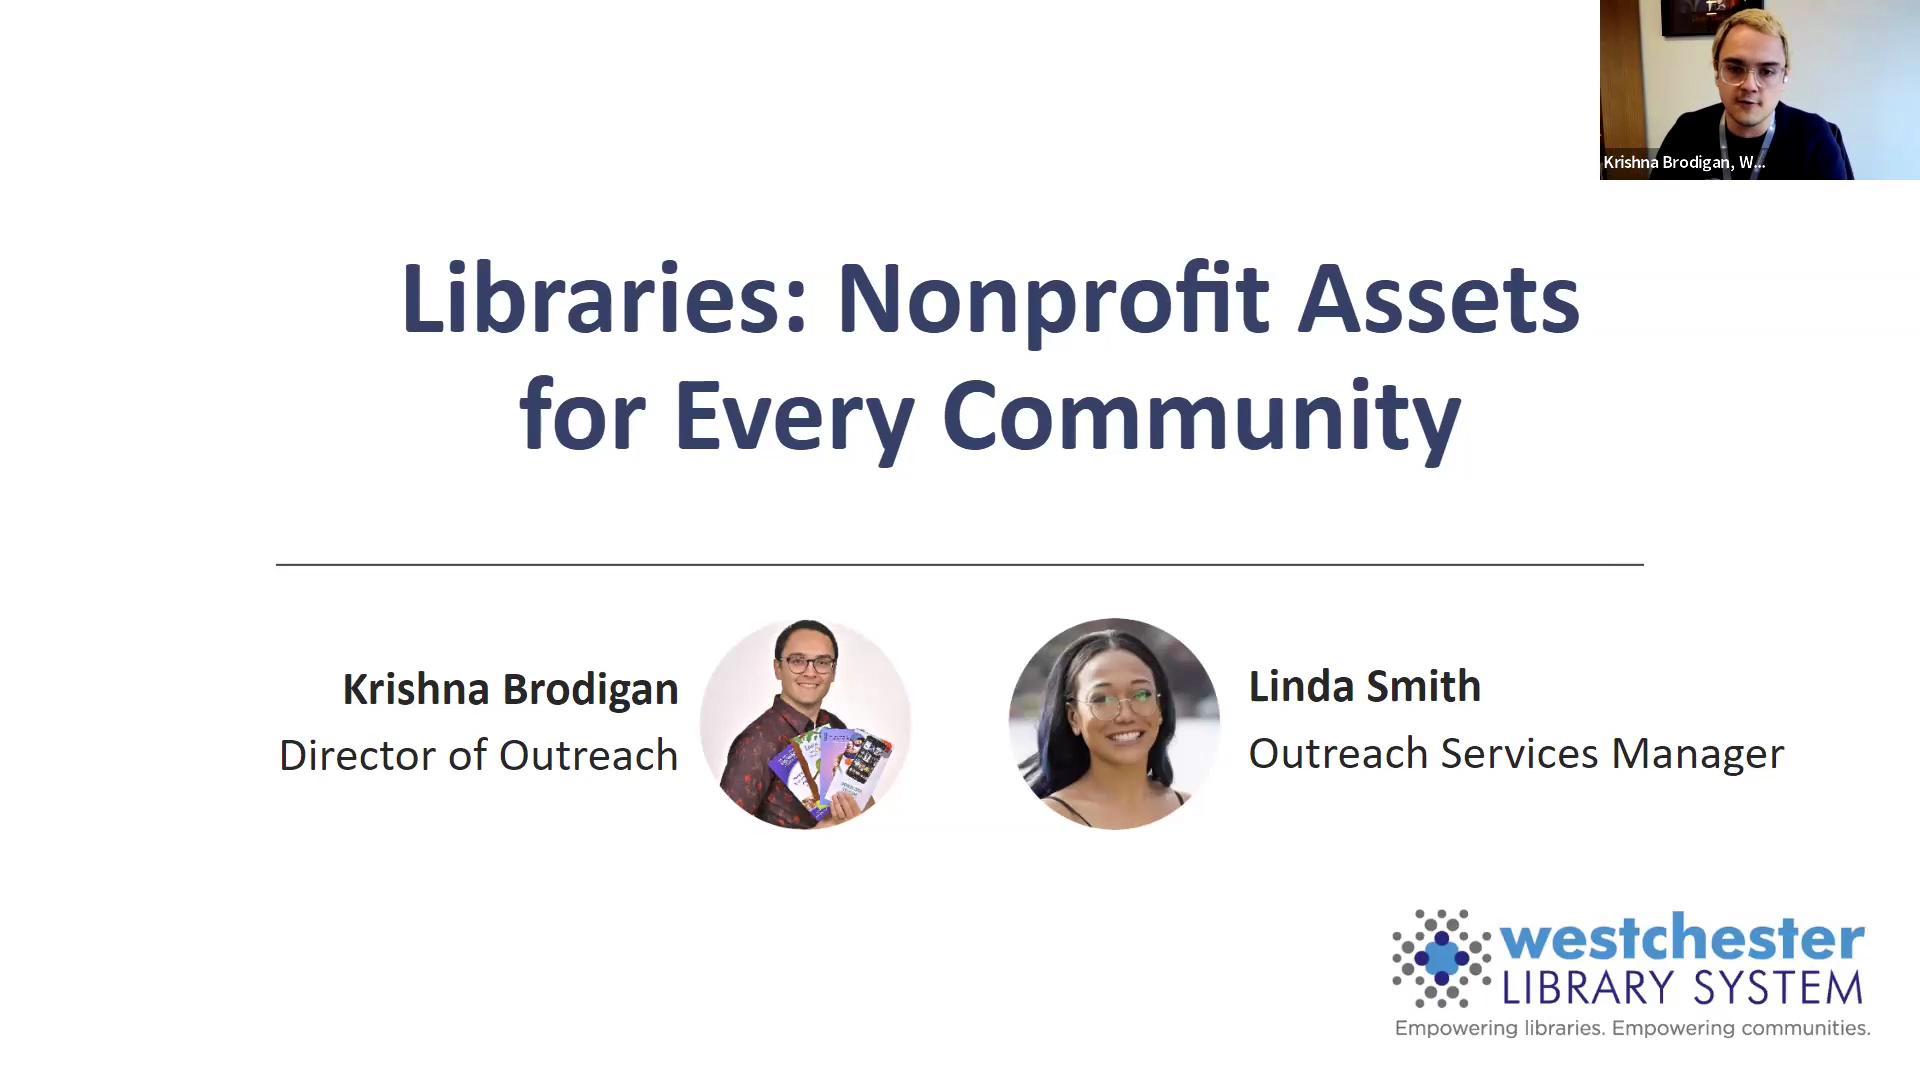 Krishna Brodigan, W...
Libraries: Nonprofit Assets
for Every Community
Krishna Brodigan
Director of Outreach
Linda Smith
Outreach Services Manager
westchester
LIBRARY SYSTEM
Empowering libraries. Empowering communities.